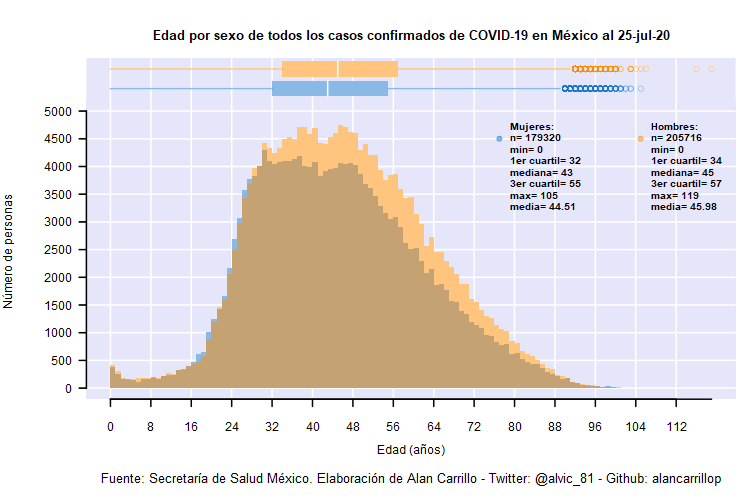 Edad por sexo de todos los casos confirmados de COVID-19 en México al 25-jul-20
Número de personas
5000
4500
4000
3500
3000
2500
2000
1500
1000
500
0
Mujeres:
n= 179320
min= 0
1er cuartil= 32
mediana= 43
3er cuartil= 55
max= 105
media= 44.51
Hombres:
n= 205716
min= 0
1er cuartil= 34
mediana= 45
3er cuartil= 57
max= 119
media= 45.98
0 8 16 24 32 40 48 56 64 72 80 88 96 104 112
Edad (años)
Fuente: Secretaría de Salud México. Elaboración de Alan Carrillo - Twitter: @alvic_81 - Github: alancarrillop